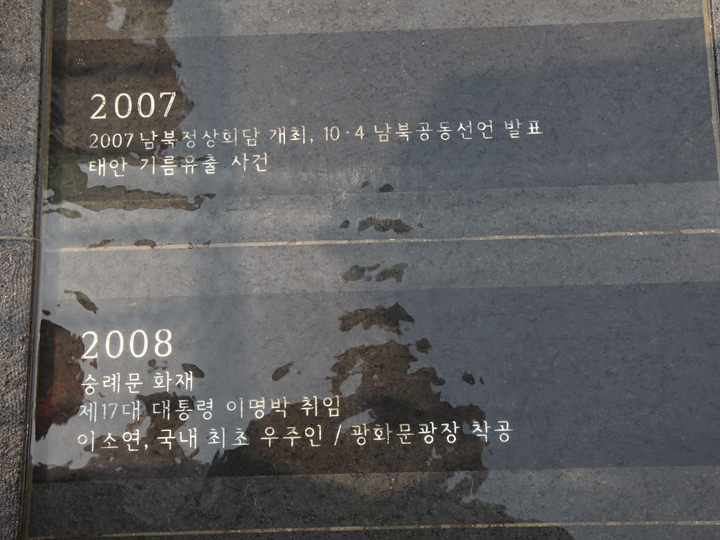 2007
2007 남북정상회담 개최, 10·4 남북공동선언 발표
태안 기름유출 사건
2008
숭례문 화재
제17대 대통령 이명박 취임
이소연, 국내 최초 우주인 / 광화문광장 착공